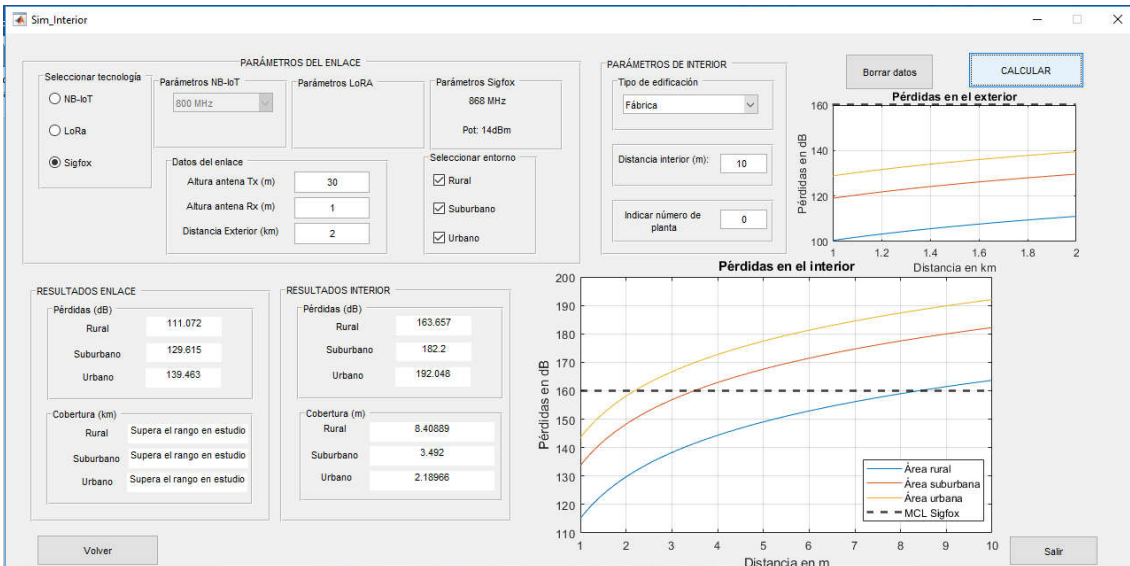 Sim_Interior
PARÁMETROS DEL ENLACE
Seleccionar tecnología
NB-IoT
LoRa
Sigfox
Parámetros NB-IoT
800 MHz
Parámetros LoRA
Parámetros Sigfox
868 MHz
Pot: 14dBm
Datos del enlace
Altura antena Tx (m) 30
Altura antena Rx (m) 1
Distancia Exterior (km) 2
Seleccionar entorno
Rural
Suburbano
Urbano
PARÁMETROS DE INTERIOR
Tipo de edificación
Fábrica
Distancia interior (m): 10
Indicar número de
planta
0
Borrar datos
CALCULAR
Pérdidas en el exterior
Pérdidas en dB
160
140
120
100
1 1.2 1.4 1.6 1.8 2
Distancia en km
RESULTADOS ENLACE
Pérdidas (dB)
Rural 111.072
Suburbano 129.615
Urbano 139.463
Cobertura (km)
Rural Supera el rango en estudio
Suburbano Supera el rango en estudio
Urbano Supera el rango en estudio
RESULTADOS INTERIOR
Pérdidas (dB)
Rural 163.657
Suburbano 182.2
Urbano 192.048
Cobertura (m)
Rural 8.40889
Suburbano 3.492
Urbano 2.18966
Pérdidas en el interior
Pérdidas en dB
200
190
180
170
160
150
140
130
120
110
1 2 3 4 5 6 7 8 9 10
Distancia en m
Área rural
Área suburbana
Área urbana
MCL Sigfox
Volver
Salir